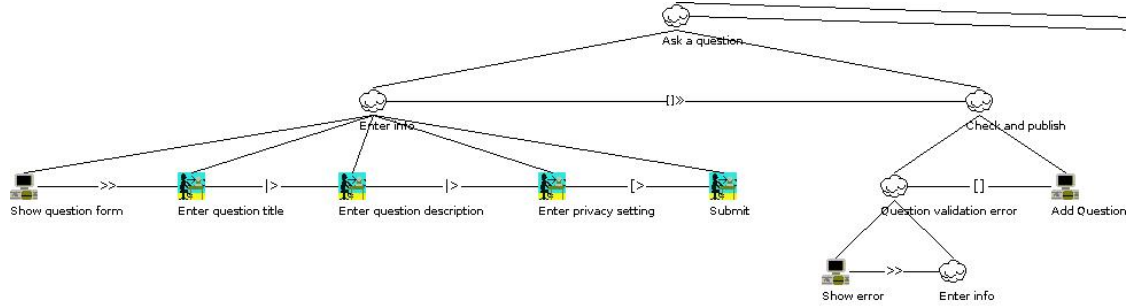 Ask a question
[]>>
Enter info
Check and publish
>> |> |> [> []
Show question form Enter question title Enter question description Enter privacy setting Submit Question validation error Add Question
>>
Show error Enter info